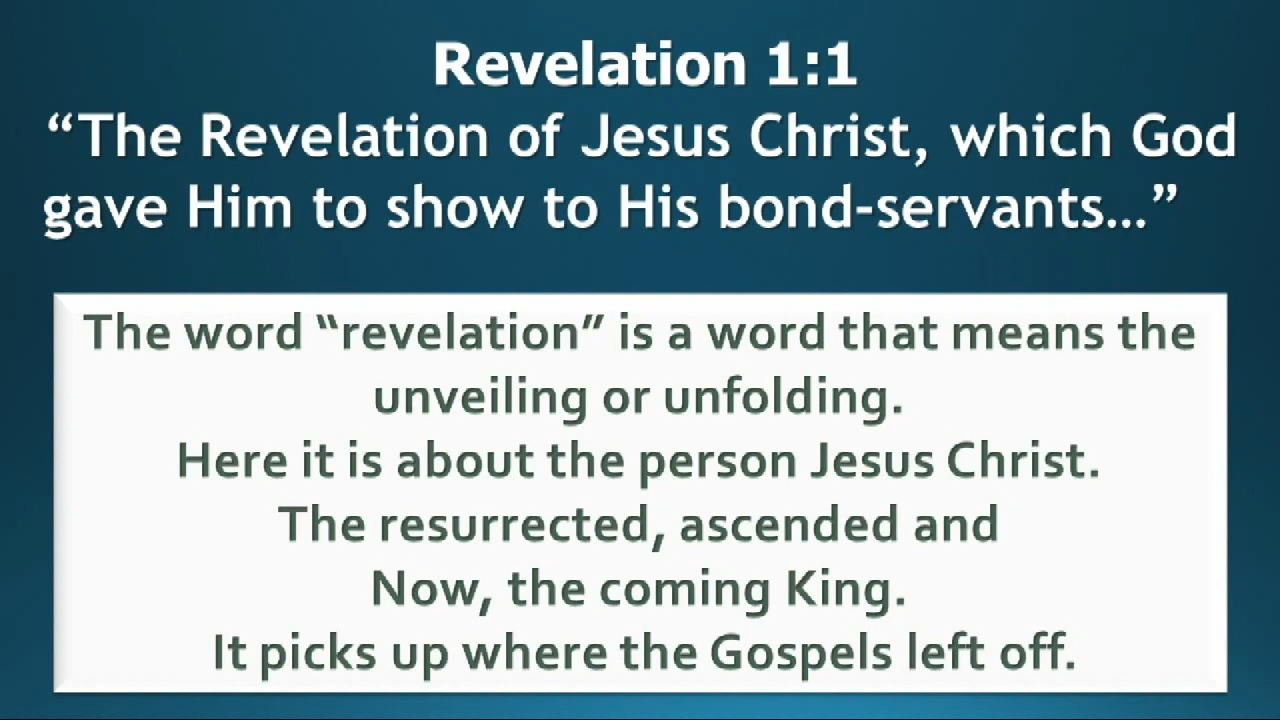 Revelation 1:1
“The Revelation of Jesus Christ, which God
gave Him to show to His bond-servants…”
The word “revelation” is a word that means the
unveiling or unfolding.
Here it is about the person Jesus Christ.
The resurrected, ascended and
Now, the coming King.
It picks up where the Gospels left off.